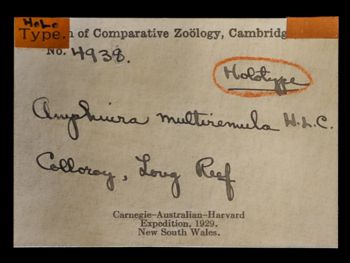 HoLo
Type. m of Comparative Zoölogy, Cambridg
No. 4938.
Holotype
Amphiura multiremula H.L.C.
Colloroy, Long Reef
Carnegie-Australian-Harvard
Expedition, 1929.
New South Wales.